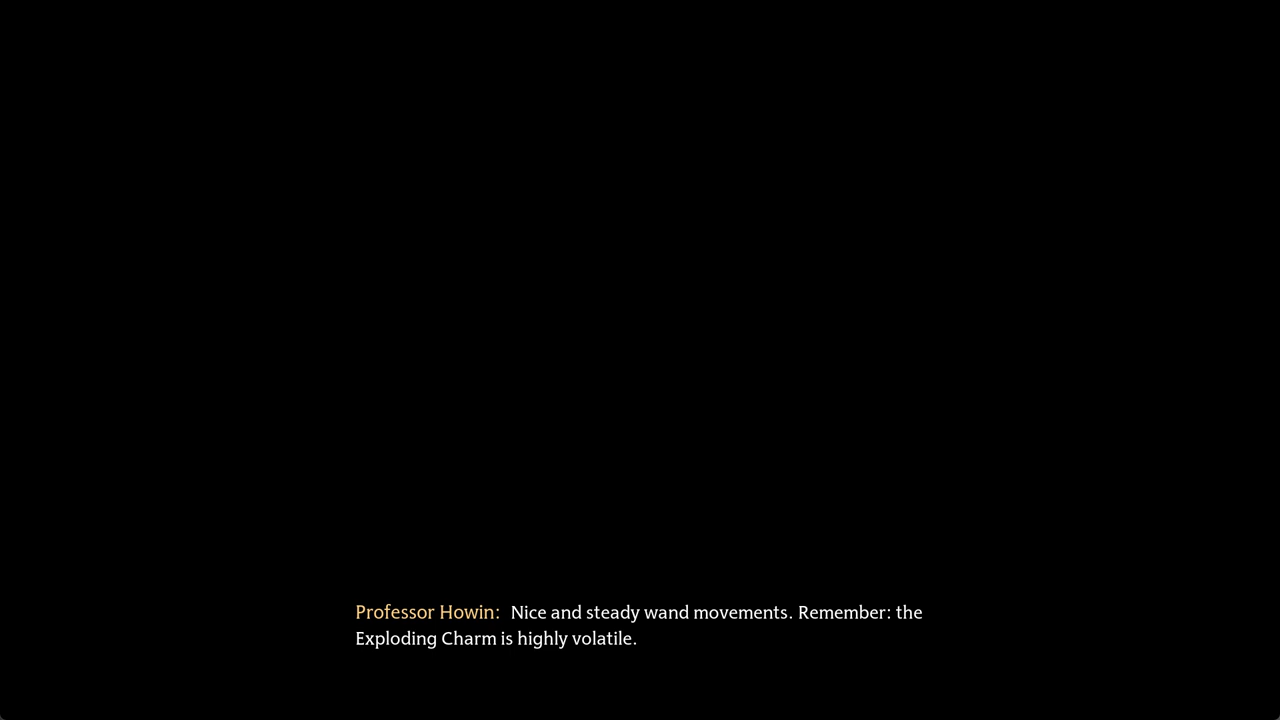 Professor Howin: Nice and steady wand movements. Remember: the
Exploding Charm is highly volatile.